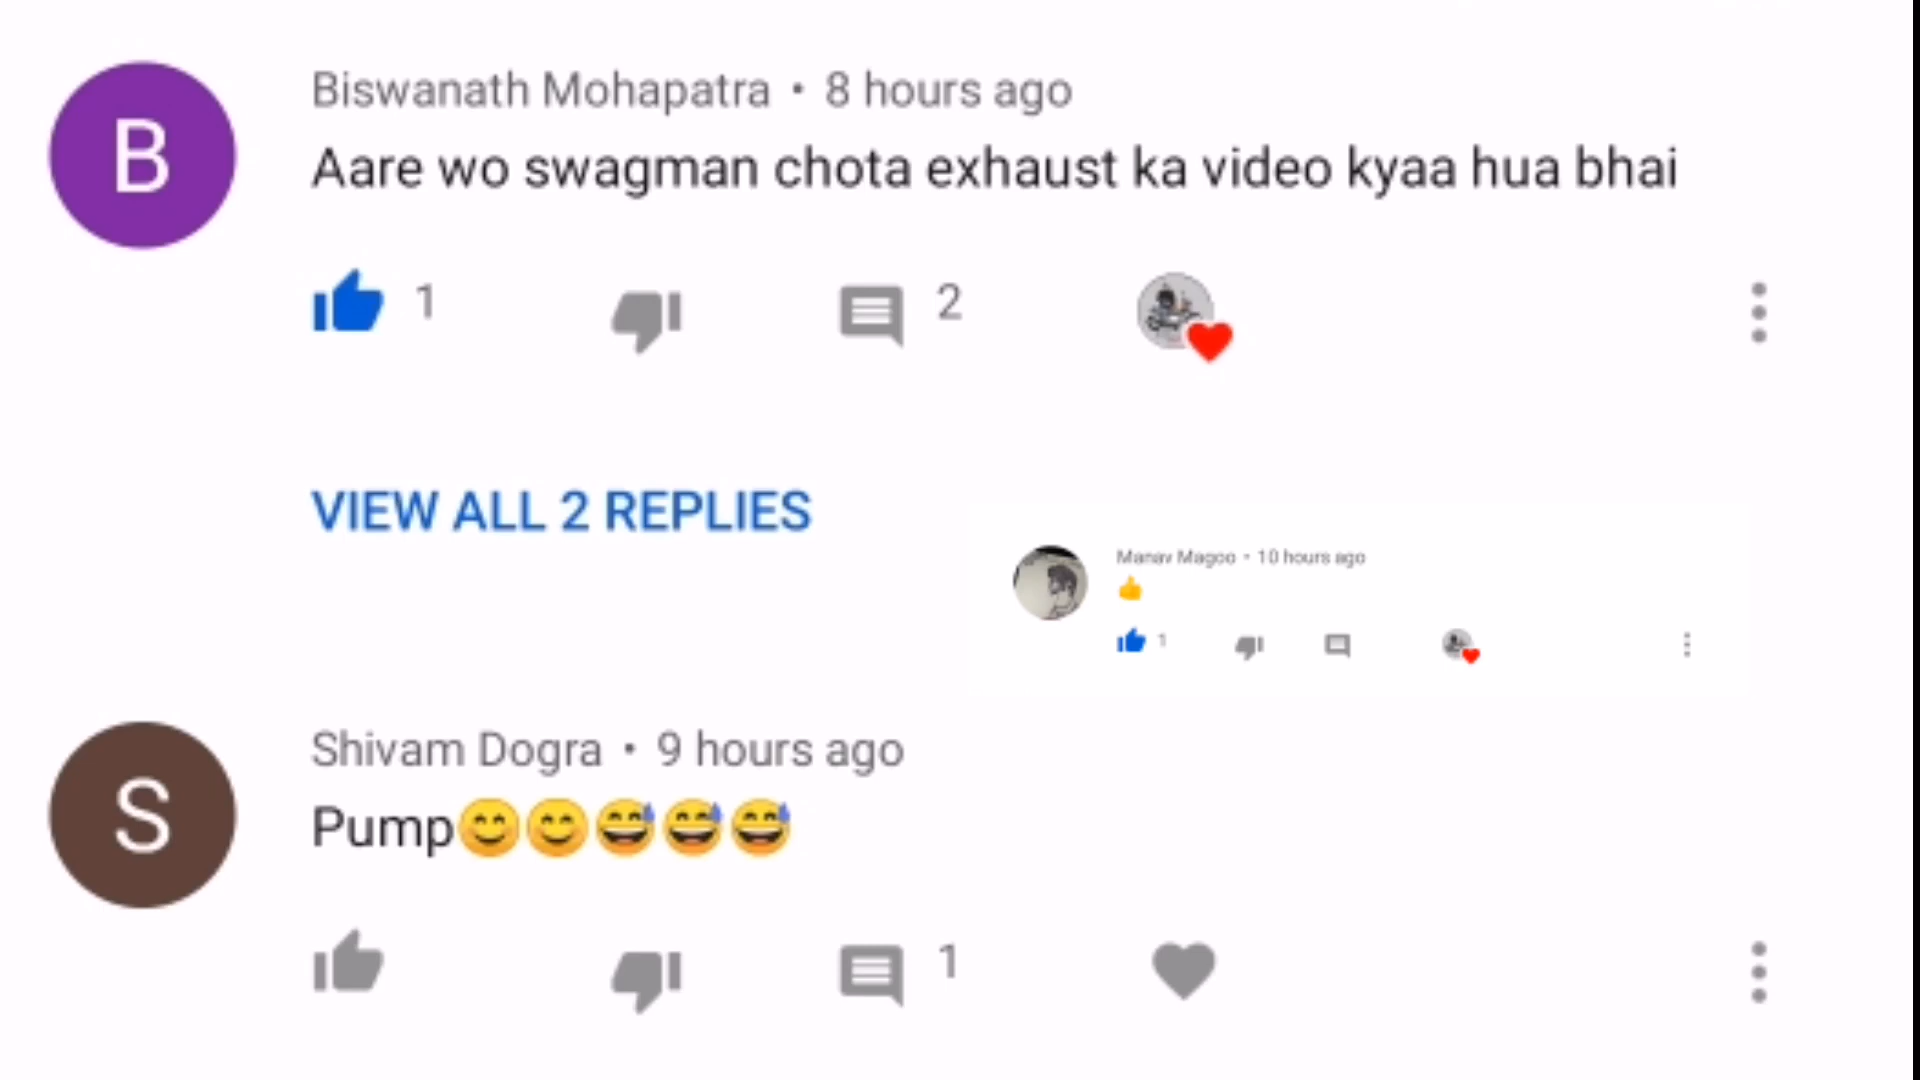 B
Biswanath Mohapatra • 8 hours ago
Aare wo swagman chota exhaust ka video kyaa hua bhai
1
2
VIEW ALL 2 REPLIES
Manav Magoo • 10 hours ago
👍
1
S
Shivam Dogra • 9 hours ago
Pump😊😊😅😅😅
1